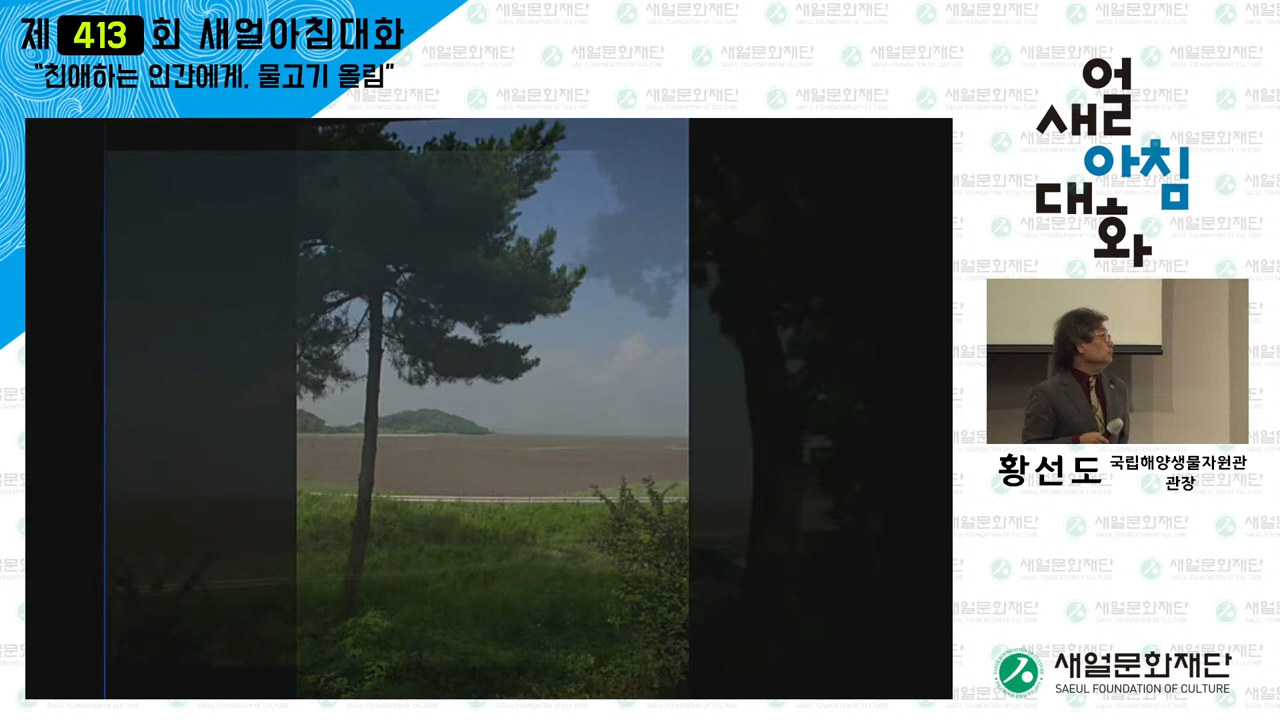 제 413 회 새얼아침대화
"친애하는 인간에게, 물고기 올림"
새얼
아침
대화
황선도 국립해양생물자원관
관장
새얼문화재단
SAEUL FOUNDATION OF CULTURE